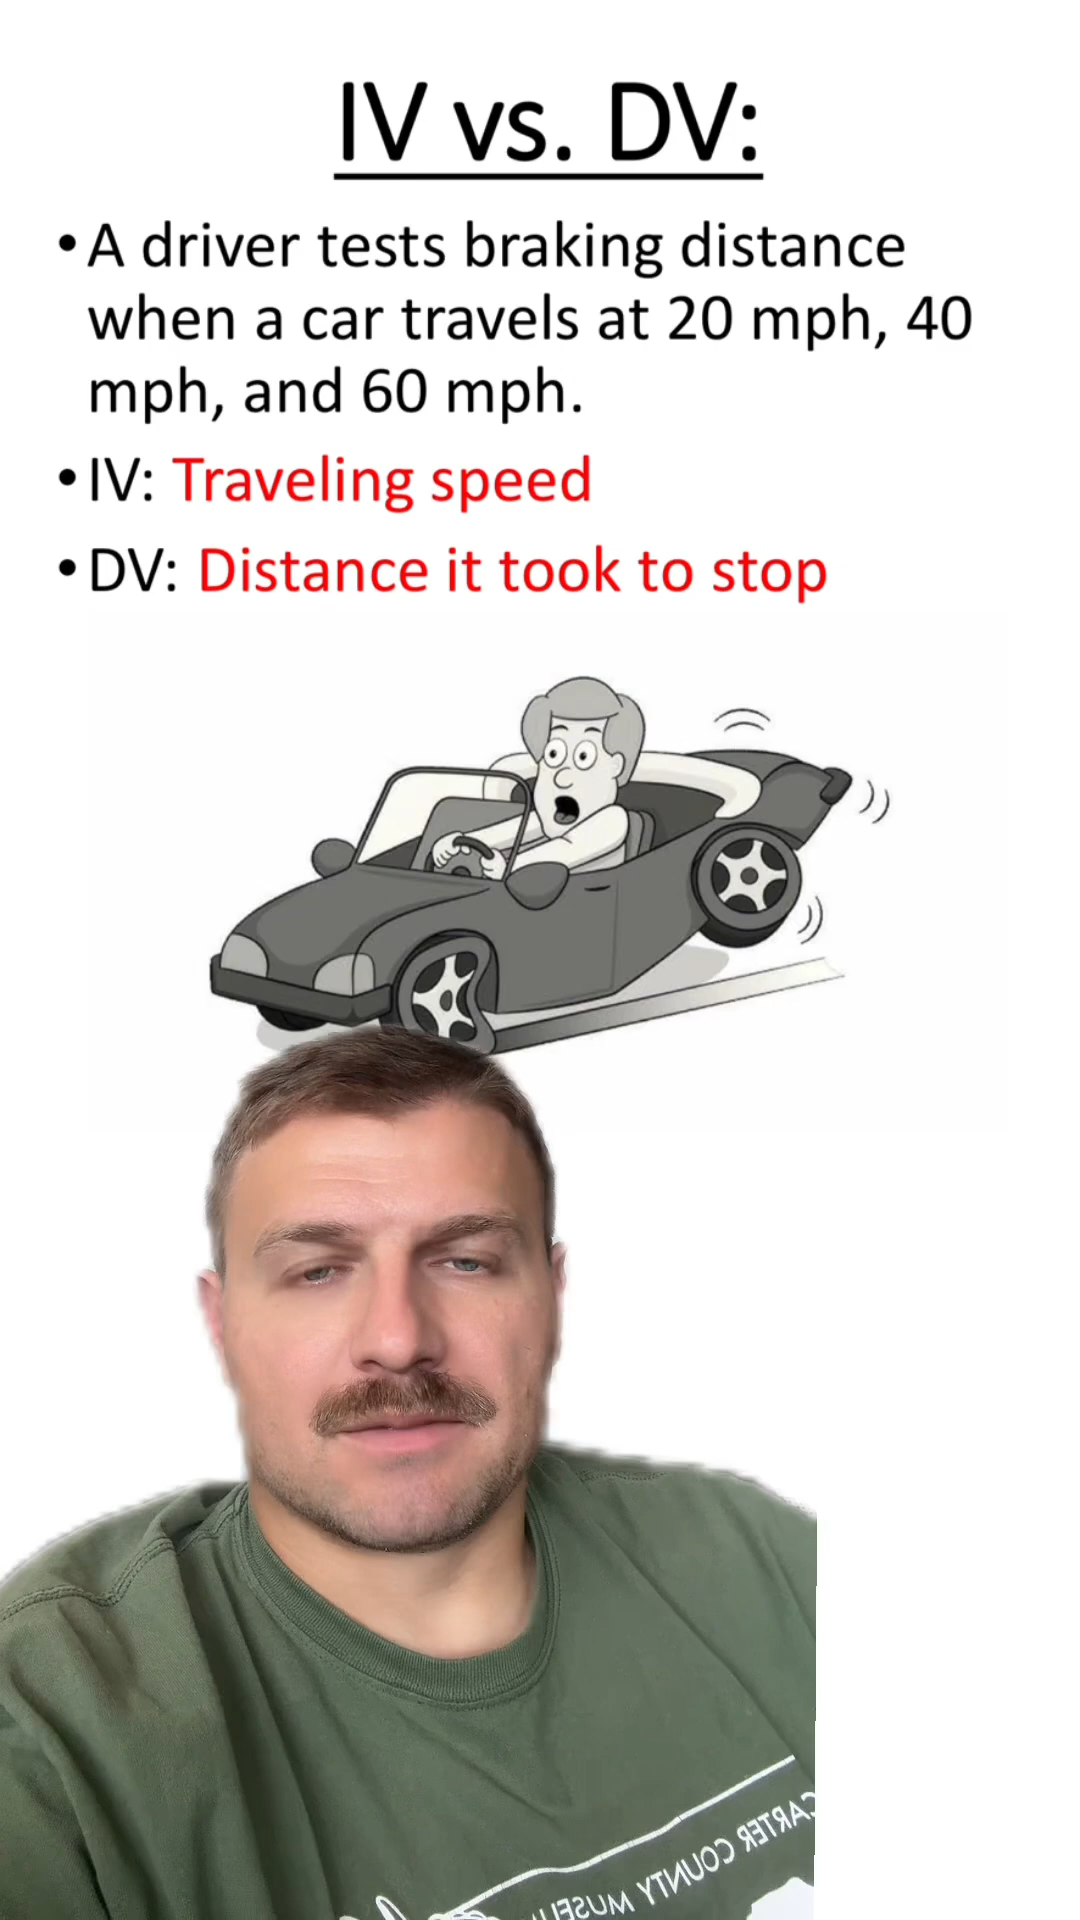 IV vs. DV:
• A driver tests braking distance
when a car travels at 20 mph, 40
mph, and 60 mph.
• IV: Traveling speed
• DV: Distance it took to stop
CARTER COUNTY MUSEU